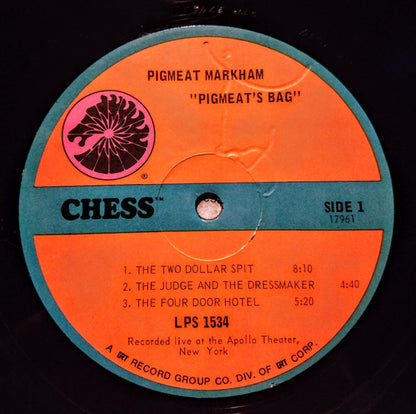 PIGMEAT MARKHAM
"PIGMEAT'S BAG"
®
CHESS™
SIDE 1
17961
1. THE TWO DOLLAR SPIT 8:10
2. THE JUDGE AND THE DRESSMAKER 4:40
3. THE FOUR DOOR HOTEL 5:20
LPS 1534
Recorded live at the Apollo Theater,
New York
A GRT RECORD GROUP CO. DIV. OF GRT CORP.